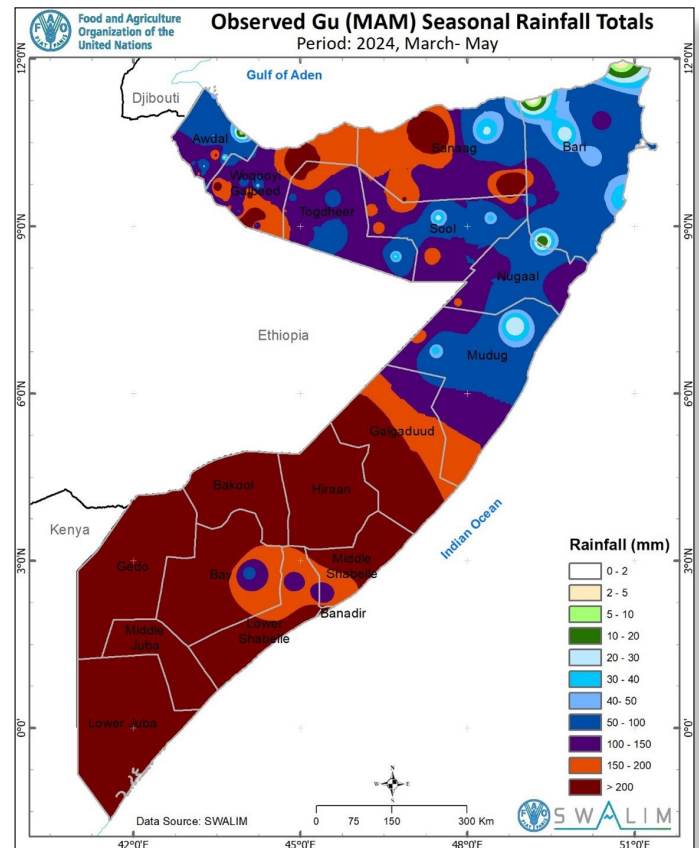 Food and Agriculture
Organization of the
United Nations
Observed Gu (MAM) Seasonal Rainfall Totals
Period: 2024, March- May
12°0'N
12°0'N
Gulf of Aden
Djibouti
Awdal
Sanaag
Bari
Woqooyi
Galbeed
Togdheer
9°0'N
9°0'N
Sool
Nugaal
Ethiopia
Mudug
6°0'N
6°0'N
Galgaduud
Bakool
Hiraan
Indian Ocean
Kenya
3°0'N
3°0'N
Gedo
Bay
Middle
Shabelle
Banadir
Lower
Shabelle
Middle
Juba
Lower Juba
0°0'
0°0'
Rainfall (mm)
0 - 2
2 - 5
5 - 10
10 - 20
20 - 30
30 - 40
40- 50
50 - 100
100 - 150
150 - 200
> 200
N
W
E
S
Data Source: SWALIM
0 75 150 300 Km
SWALIM
42°0'E
45°0'E
48°0'E
51°0'E